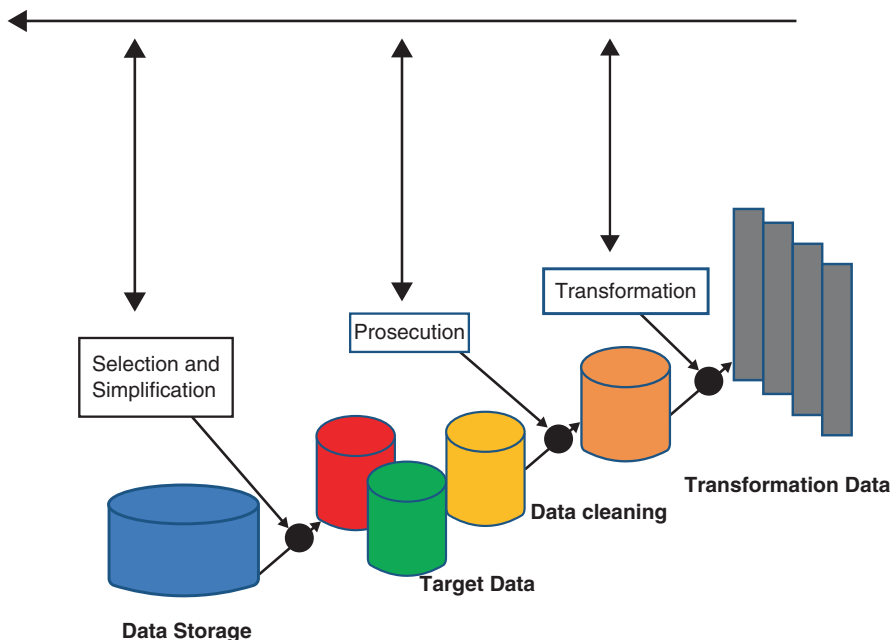 Transformation
Prosecution
Selection and
Simplification
Transformation Data
Data cleaning
Target Data
Data Storage